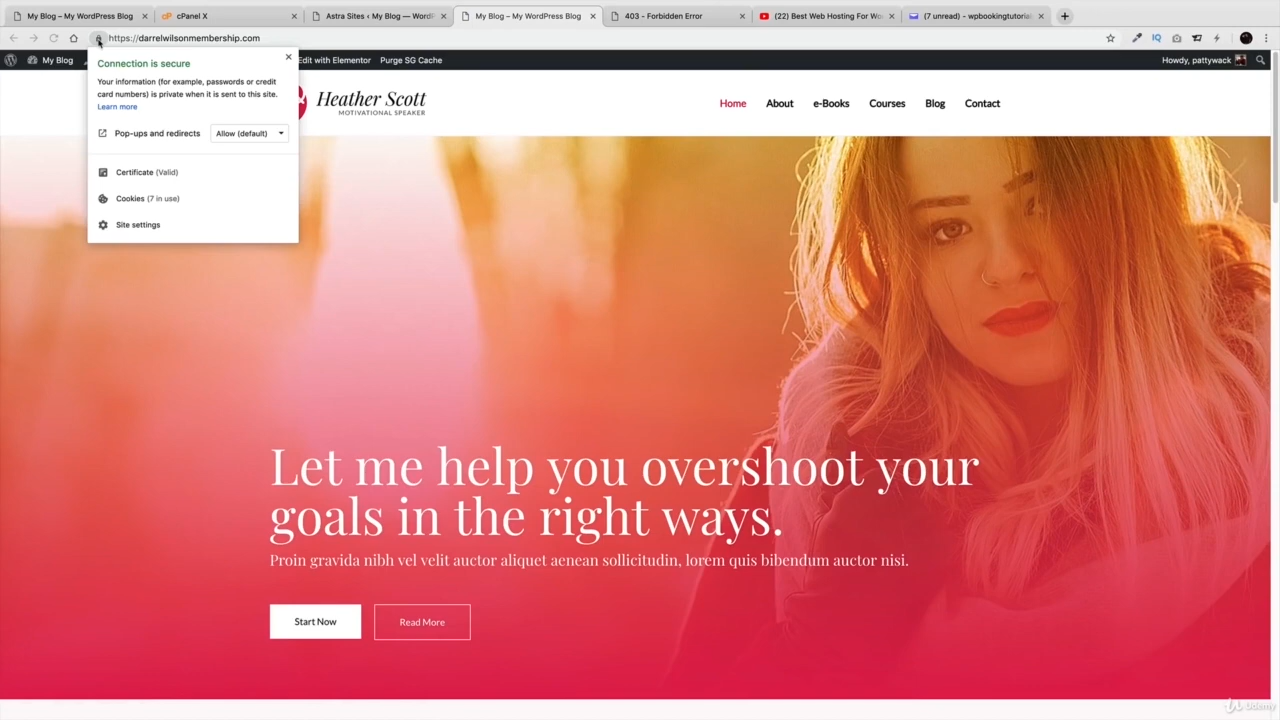 My Blog – My WordPress Blog
cPanel X
Astra Sites ‹ My Blog — WordP
My Blog – My WordPress Blog
403 - Forbidden Error
(22) Best Web Hosting For Wo
(7 unread) - wpbookingtutorial
https://darrelwilsonmembership.com
My Blog
Edit with Elementor
Purge SG Cache
Howdy, pattywack
Connection is secure
Your information (for example, passwords or credit
card numbers) is private when it is sent to this site.
Learn more
Pop-ups and redirects
Allow (default)
Certificate (Valid)
Cookies (7 in use)
Site settings
Heather Scott
MOTIVATIONAL SPEAKER
Home
About
e-Books
Courses
Blog
Contact
Let me help you overshoot your
goals in the right ways.
Proin gravida nibh vel velit auctor aliquet aenean sollicitudin, lorem quis bibendum auctor nisi.
Start Now
Read More
Udemy